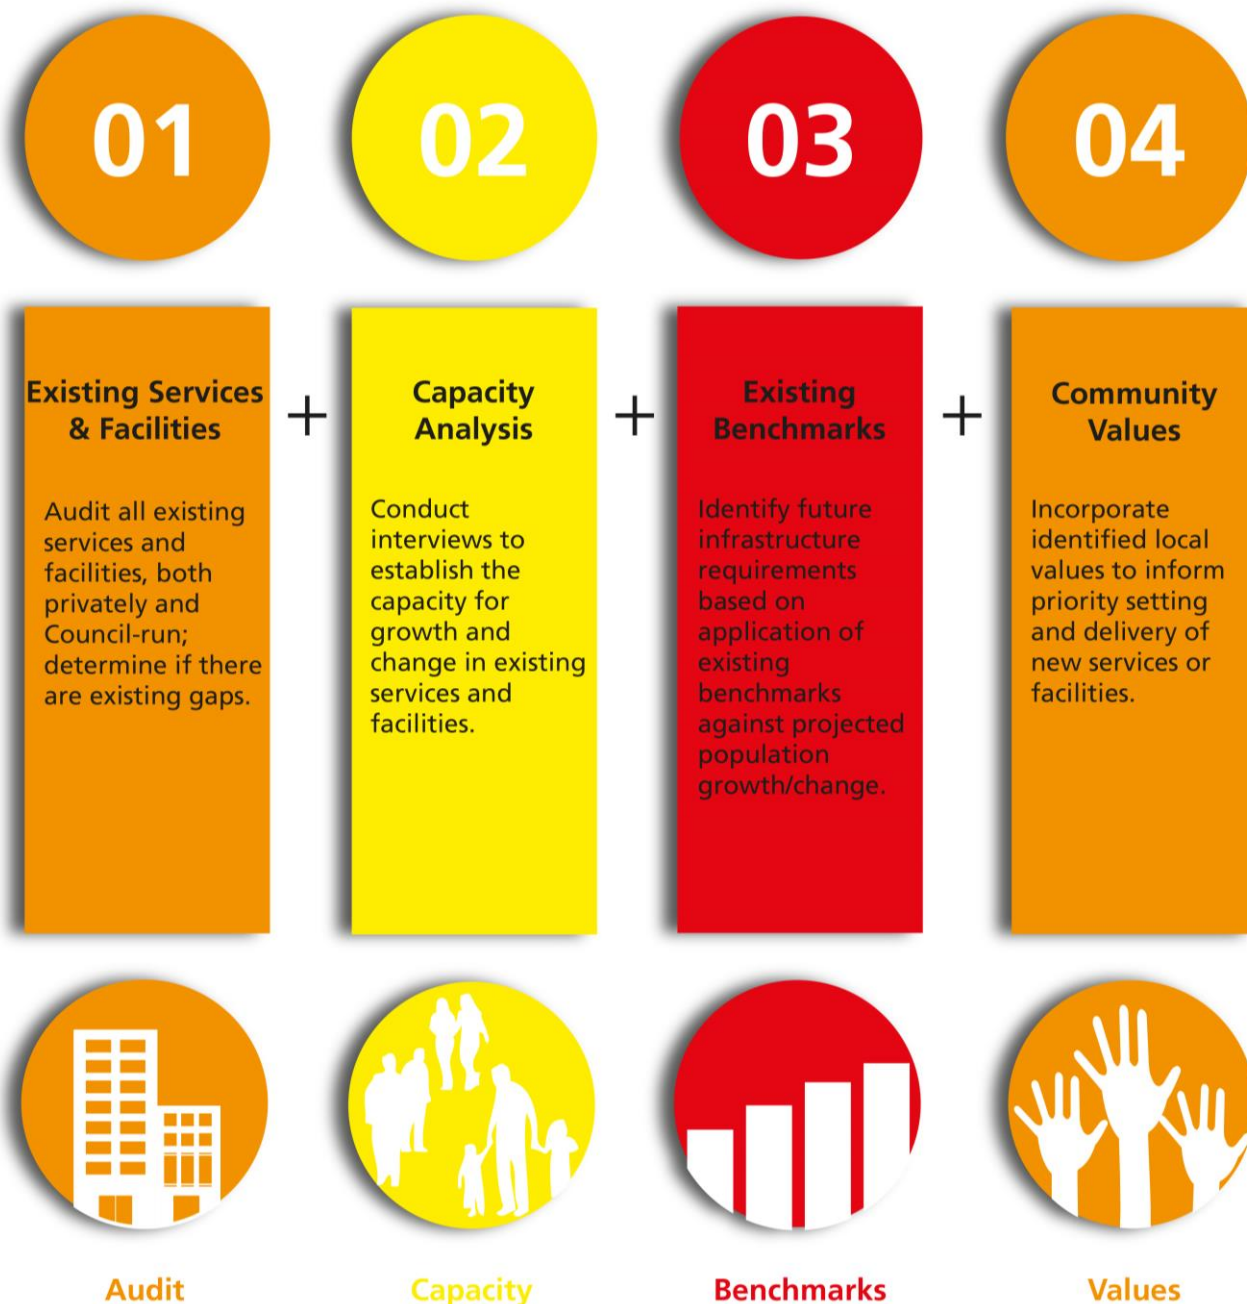 01
02
03
04
Existing Services
& Facilities
Audit all existing
services and
facilities, both
privately and
Council-run;
determine if there
are existing gaps.
+
Capacity
Analysis
Conduct
interviews to
establish the
capacity for
growth and
change in existing
services and
facilities.
+
Existing
Benchmarks
Identify future
infrastructure
requirements
based on
application of
existing
benchmarks
against projected
population
growth/change.
+
Community
Values
Incorporate
identified local
values to inform
priority setting
and delivery of
new services or
facilities.
Audit
Capacity
Benchmarks
Values